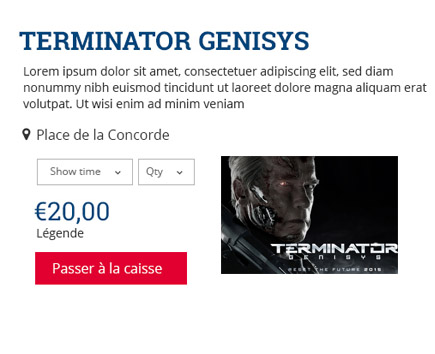 TERMINATOR GENISYS
Lorem ipsum dolor sit amet, consectetuer adipiscing elit, sed diam
nonummy nibh euismod tincidunt ut laoreet dolore magna aliquam erat
volutpat. Ut wisi enim ad minim veniam
Place de la Concorde
Show time
Qty
€20,00
Légende
Passer à la caisse
TERMINATOR
GENISYS
RESET THE FUTURE 2015